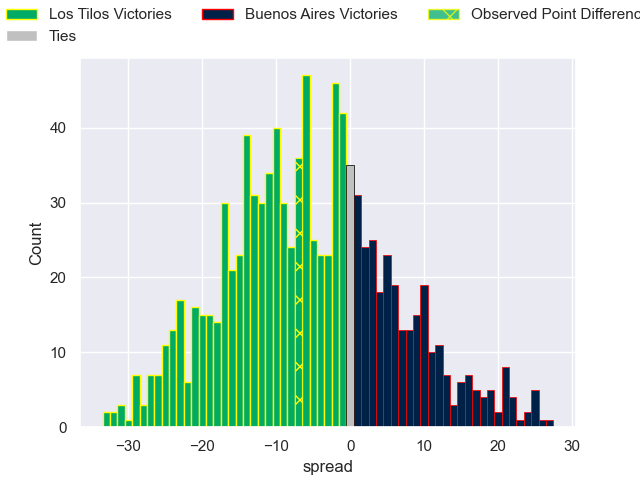 Los Tilos Victories Buenos Aires Victories Observed Point Differenc
Ties
Count
40
30
20
10
0
−30 −20 −10 0 10 20 30
spread